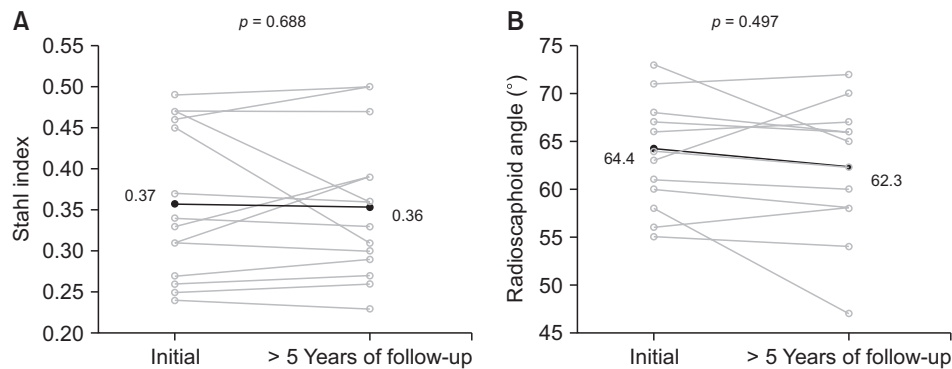 A
p = 0.688
Stahl index
0.55
0.50
0.45
0.40
0.35
0.30
0.25
0.20
0.37
0.36
Initial
> 5 Years of follow-up
B
p = 0.497
Radioscaphoid angle (°)
75
70
65
60
55
50
45
64.4
62.3
Initial
> 5 Years of follow-up